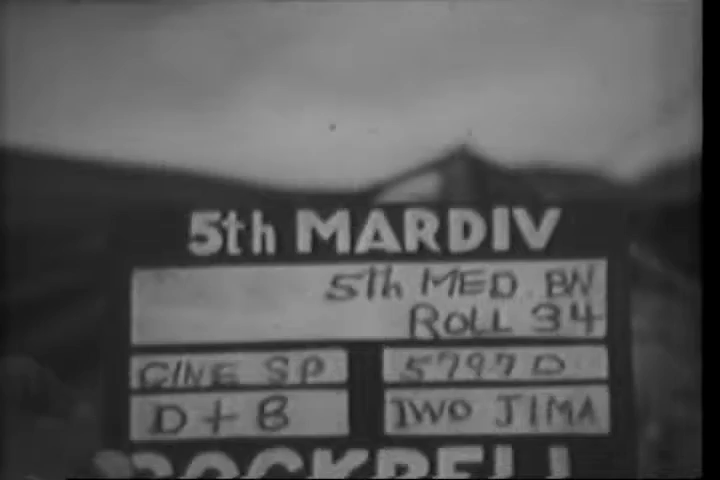 5th MARDIV
5th MED. BN
ROLL 34
CINE SP 5797 D
D + 8 IWO JIMA